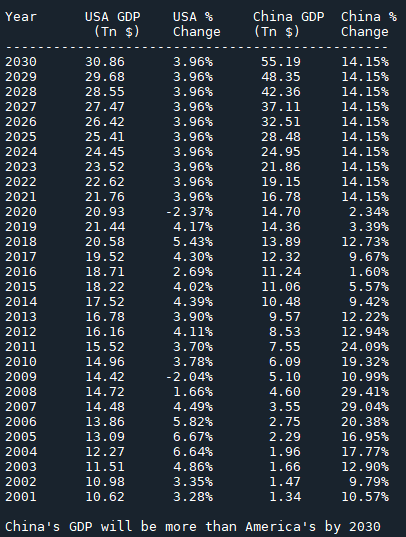 Year USA GDP USA % China GDP China %
(Tn $) Change (Tn $) Change
------------------------------------------------
2030 30.86 3.96% 55.19 14.15%
2029 29.68 3.96% 48.35 14.15%
2028 28.55 3.96% 42.36 14.15%
2027 27.47 3.96% 37.11 14.15%
2026 26.42 3.96% 32.51 14.15%
2025 25.41 3.96% 28.48 14.15%
2024 24.45 3.96% 24.95 14.15%
2023 23.52 3.96% 21.86 14.15%
2022 22.62 3.96% 19.15 14.15%
2021 21.76 3.96% 16.78 14.15%
2020 20.93 -2.37% 14.70 2.34%
2019 21.44 4.17% 14.36 3.39%
2018 20.58 5.43% 13.89 12.73%
2017 19.52 4.30% 12.32 9.67%
2016 18.71 2.69% 11.24 1.60%
2015 18.22 4.02% 11.06 5.57%
2014 17.52 4.39% 10.48 9.42%
2013 16.78 3.90% 9.57 12.22%
2012 16.16 4.11% 8.53 12.94%
2011 15.52 3.70% 7.55 24.09%
2010 14.96 3.78% 6.09 19.32%
2009 14.42 -2.04% 5.10 10.99%
2008 14.72 1.66% 4.60 29.41%
2007 14.48 4.49% 3.55 29.04%
2006 13.86 5.82% 2.75 20.38%
2005 13.09 6.67% 2.29 16.95%
2004 12.27 6.64% 1.96 17.77%
2003 11.51 4.86% 1.66 12.90%
2002 10.98 3.35% 1.47 9.79%
2001 10.62 3.28% 1.34 10.57%
China's GDP will be more than America's by 2030